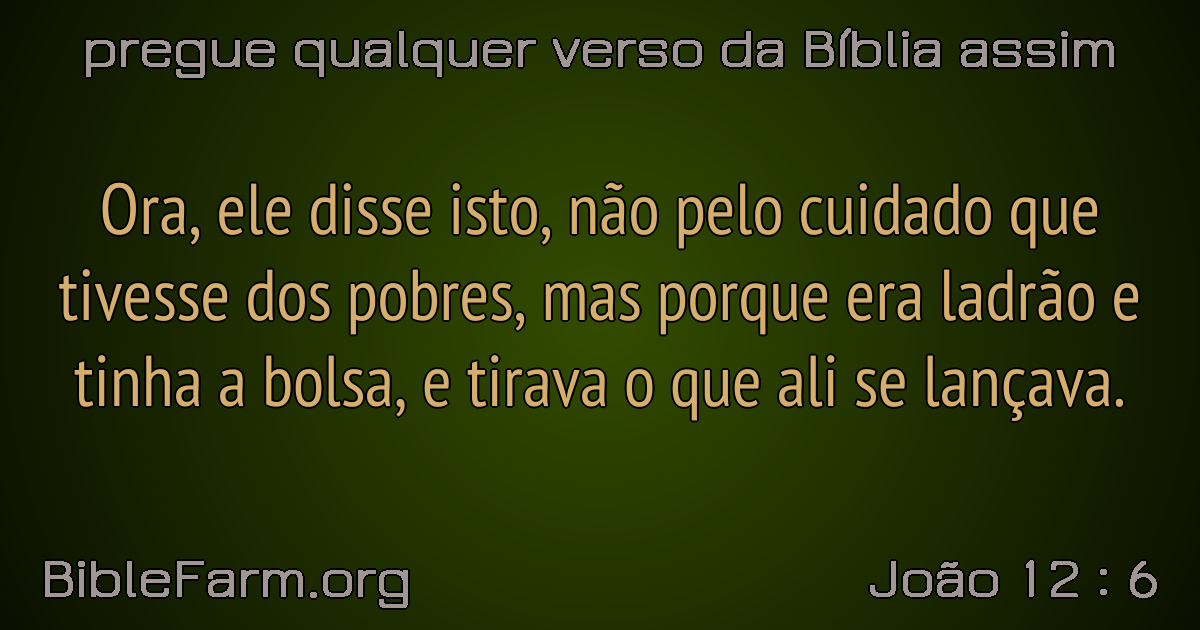 pregue qualquer verso da Bíblia assim
Ora, ele disse isto, não pelo cuidado que
tivesse dos pobres, mas porque era ladrão e
tinha a bolsa, e tirava o que ali se lançava.
BibleFarm.org
João 12 : 6